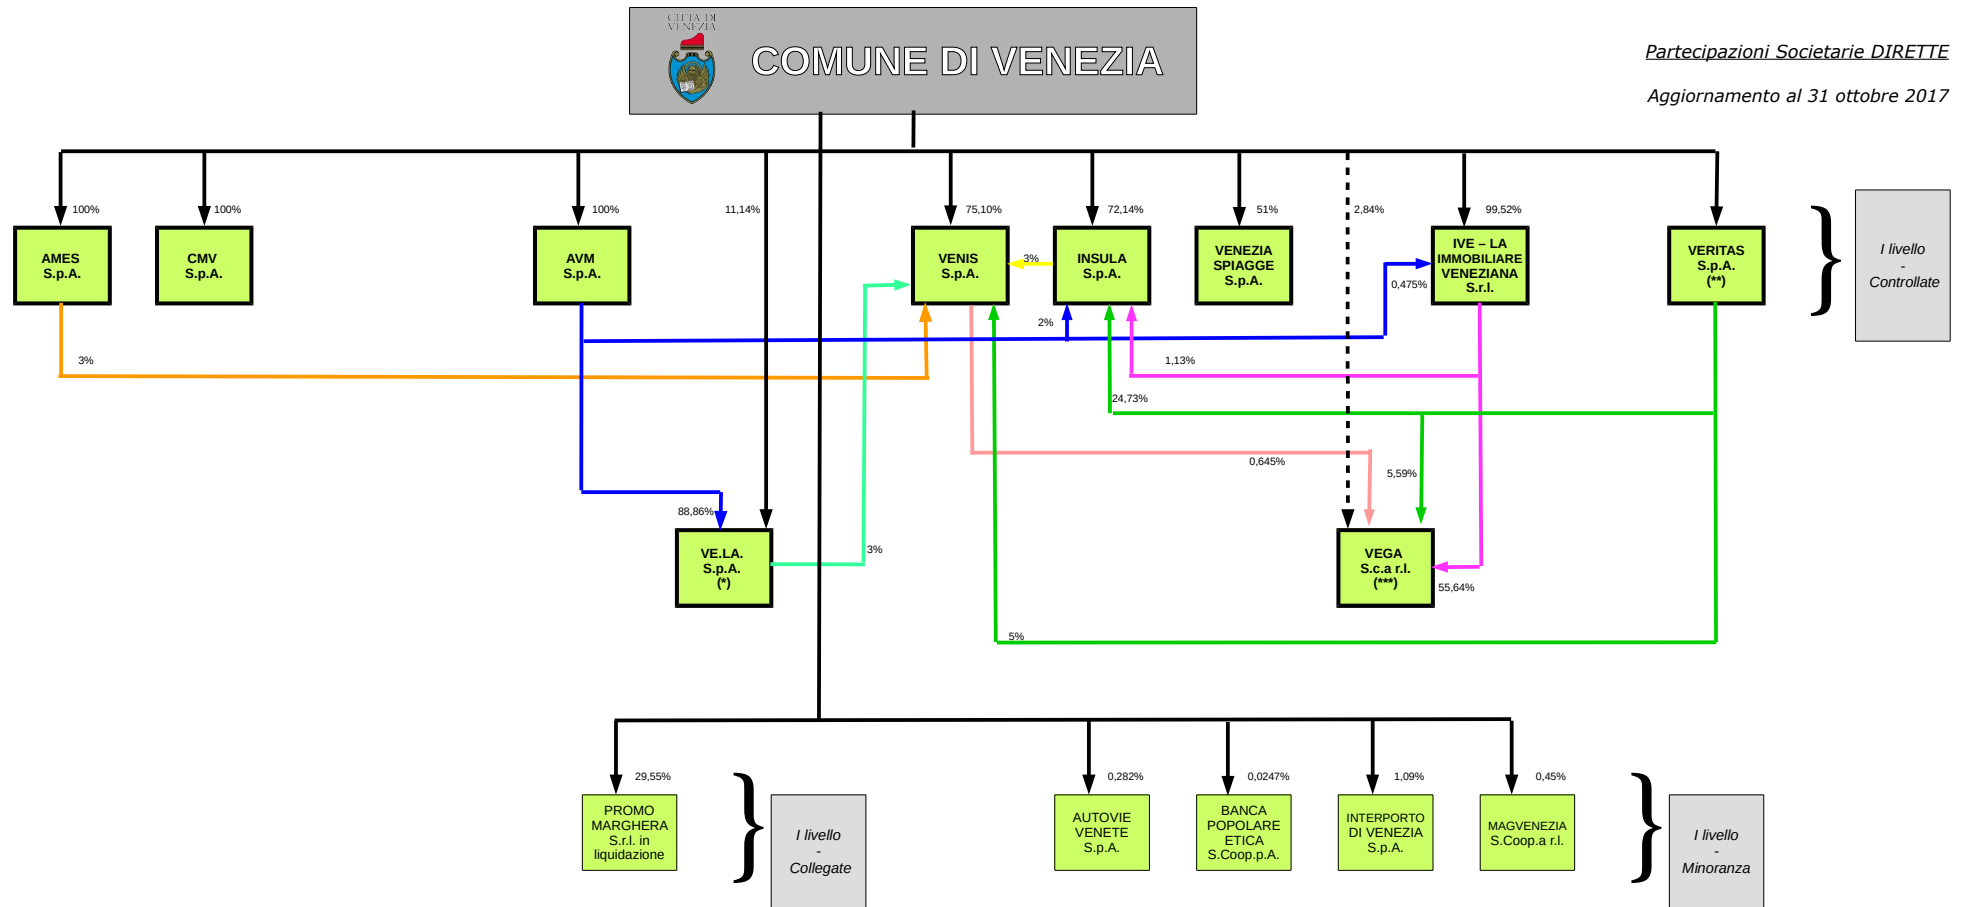 CITTA' DI
VENEZIA
COMUNE DI VENEZIA
Partecipazioni Societarie DIRETTE
Aggiornamento al 31 ottobre 2017
100%
100%
100%
11,14%
75,10%
72,14%
51%
2,84%
99,52%
AMES
S.p.A.
CMV
S.p.A.
AVM
S.p.A.
VENIS
S.p.A.
3%
INSULA
S.p.A.
VENEZIA
SPIAGGE
S.p.A.
0,475%
IVE – LA
IMMOBILIARE
VENEZIANA
S.r.l.
VERITAS
S.p.A.
(**)
}
I livello
-
Controllate
2%
3%
1,13%
24,73%
0,645%
5,59%
88,86%
VE.LA.
S.p.A.
(*)
3%
VEGA
S.c.a r.l.
(***)
55,64%
5%
29,55%
0,282%
0,0247%
1,09%
0,45%
PROMO
MARGHERA
S.r.l. in
liquidazione
}
I livello
-
Collegate
AUTOVIE
VENETE
S.p.A.
BANCA
POPOLARE
ETICA
S.Coop.p.A.
INTERPORTO
DI VENEZIA
S.p.A.
MAGVENEZIA
S.Coop.a r.l.
}
I livello
-
Minoranza